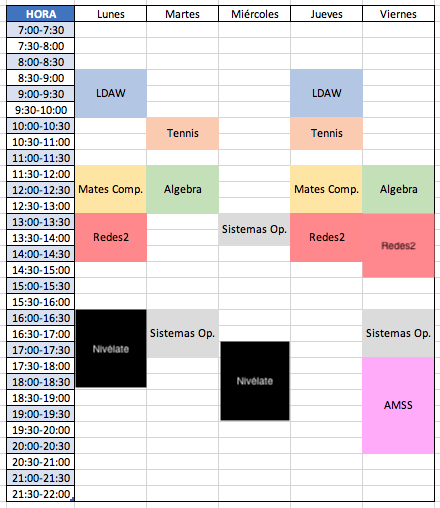 HORA Lunes Martes Miércoles Jueves Viernes
7:00-7:30
7:30-8:00
8:00-8:30
8:30-9:00
9:00-9:30 LDAW LDAW
9:30-10:00
10:00-10:30
Tennis Tennis
10:30-11:00
11:00-11:30
11:30-12:00
12:00-12:30 Mates Comp. Algebra Mates Comp. Algebra
12:30-13:00
13:00-13:30
Sistemas Op.
13:30-14:00 Redes2 Redes2
Redes2
14:00-14:30
14:30-15:00
15:00-15:30
15:30-16:00
16:00-16:30
16:30-17:00 Sistemas Op. Sistemas Op.
17:00-17:30 Nivélate
17:30-18:00
18:00-18:30 Nivélate
18:30-19:00
19:00-19:30 AMSS
19:30-20:00
20:00-20:30
20:30-21:00
21:00-21:30
21:30-22:00